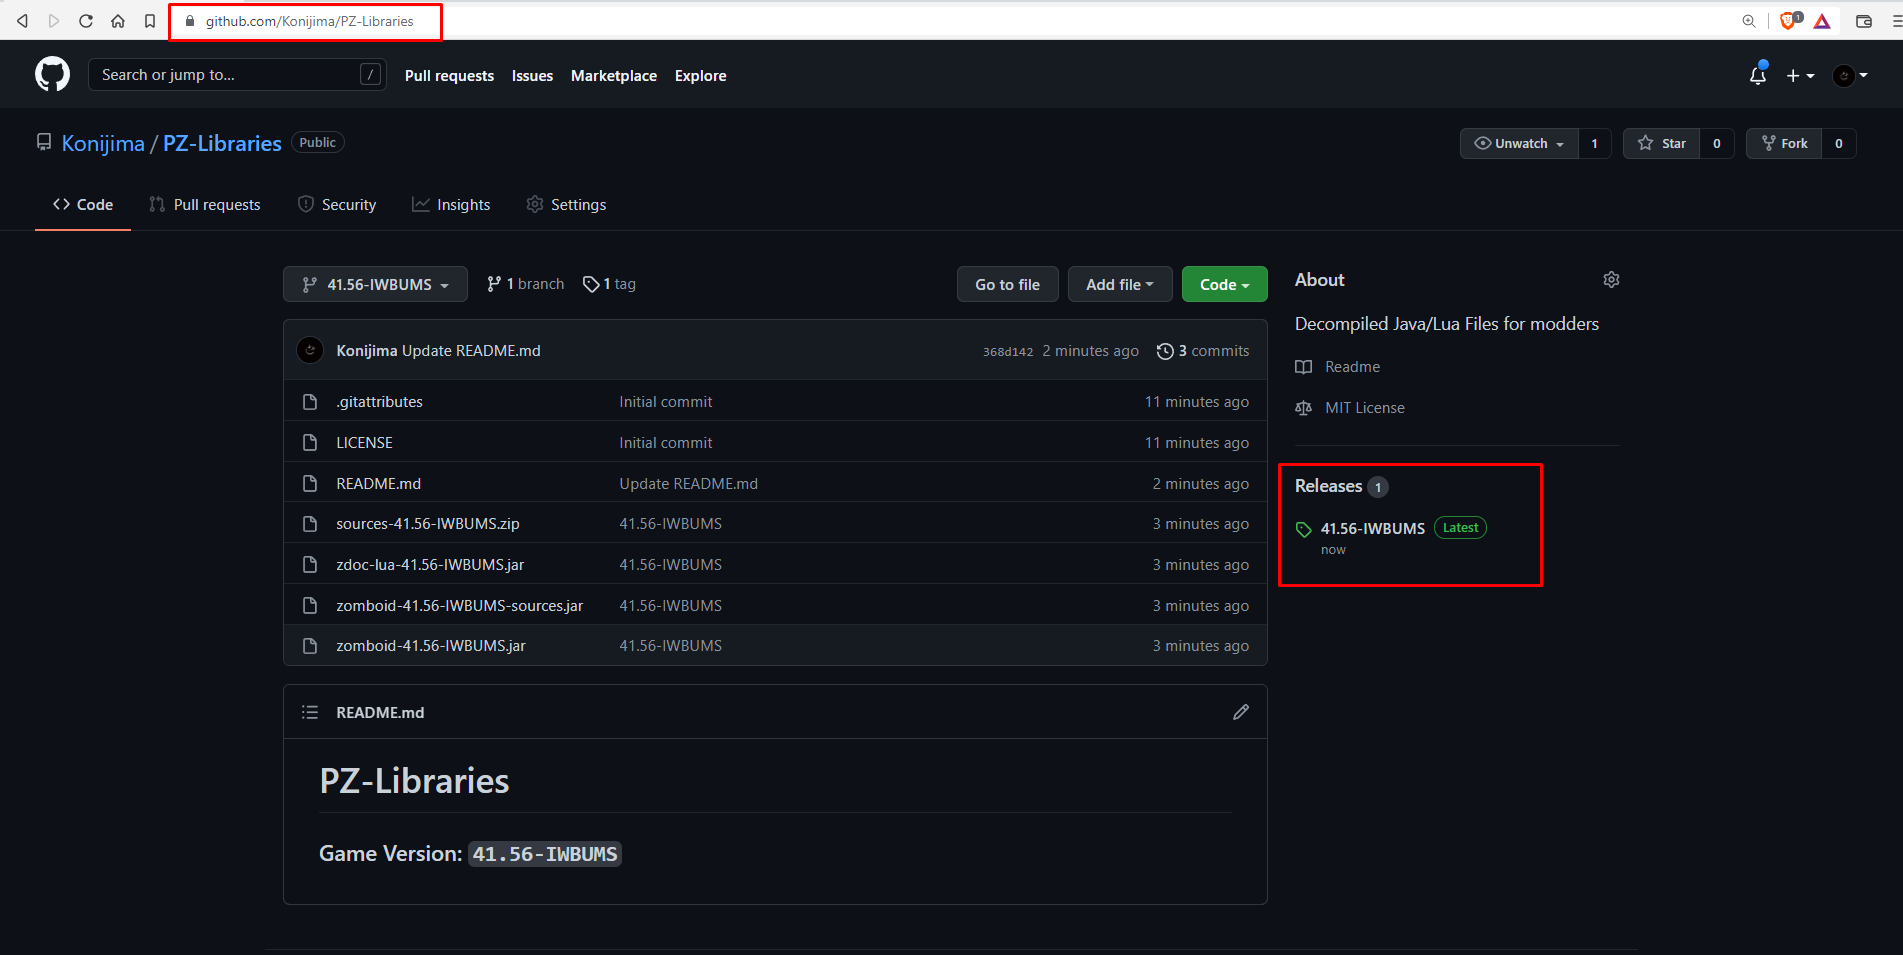 github.com/Konijima/PZ-Libraries
1
Search or jump to... /
Pull requests Issues Marketplace Explore
Konijima / PZ-Libraries Public
Unwatch 1 Star 0 Fork 0
Code Pull requests Security Insights Settings
41.56-IWBUMS 1 branch 1 tag Go to file Add file Code
About
Decompiled Java/Lua Files for modders
Readme
MIT License
Releases 1
41.56-IWBUMS Latest
now
Konijima Update README.md 368d142 2 minutes ago 3 commits
.gitattributes Initial commit 11 minutes ago
LICENSE Initial commit 11 minutes ago
README.md Update README.md 2 minutes ago
sources-41.56-IWBUMS.zip 41.56-IWBUMS 3 minutes ago
zdoc-lua-41.56-IWBUMS.jar 41.56-IWBUMS 3 minutes ago
zomboid-41.56-IWBUMS-sources.jar 41.56-IWBUMS 3 minutes ago
zomboid-41.56-IWBUMS.jar 41.56-IWBUMS 3 minutes ago
README.md
PZ-Libraries
Game Version: 41.56-IWBUMS